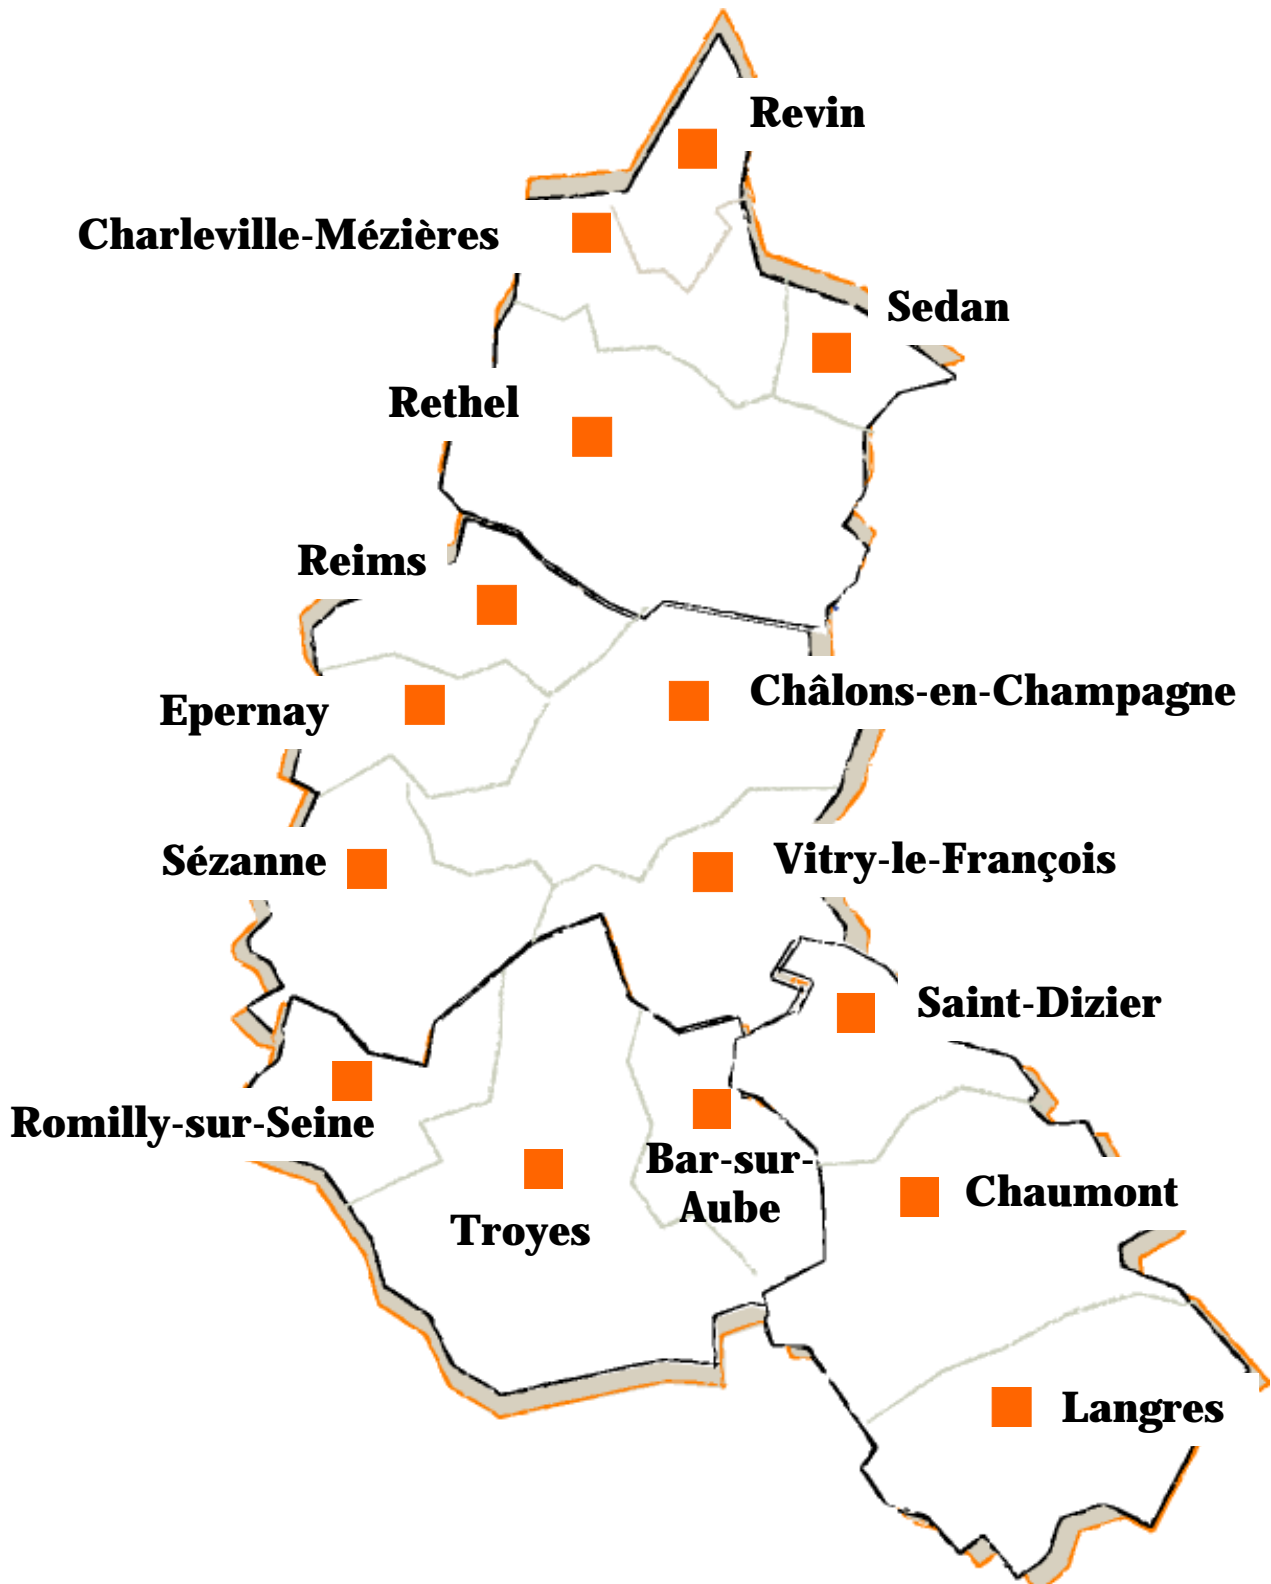 Revin
Charleville-Mézières
Sedan
Rethel
Reims
Châlons-en-Champagne
Epernay
Sézanne
Vitry-le-François
Saint-Dizier
Romilly-sur-Seine
Bar-sur-
Aube
Chaumont
Troyes
Langres